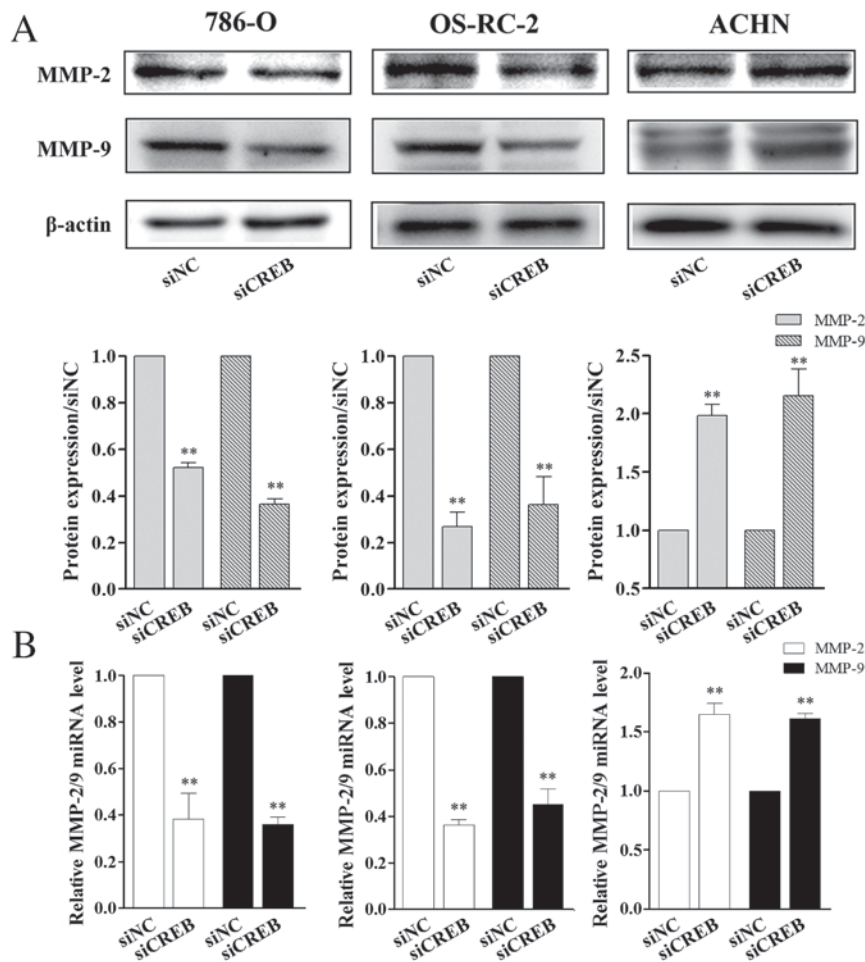 A
786-O OS-RC-2 ACHN
MMP-2
MMP-9
β-actin
siNC siCREB siNC siCREB siNC siCREB
MMP-2
MMP-9
Protein expression/siNC
1.0
0.8
0.6
0.4
0.2
0.0
** **
siNC siCREB siNC siCREB
Protein expression/siNC
1.0
0.8
0.6
0.4
0.2
0.0
** **
siNC siCREB siNC siCREB
Protein expression/siNC
2.5
2.0
1.5
1.0
0.5
** **
siNC siCREB siNC siCREB
B
MMP-2
MMP-9
Relative MMP-2/9 miRNA level
1.0
0.8
0.6
0.4
0.2
0.0
** **
siNC siCREB siNC siCREB
Relative MMP-2/9 miRNA level
1.0
0.8
0.6
0.4
0.2
0.0
** **
siNC siCREB siNC siCREB
Relative MMP-2/9 miRNA level
2.0
1.5
1.0
0.5
0.0
** **
siNC siCREB siNC siCREB